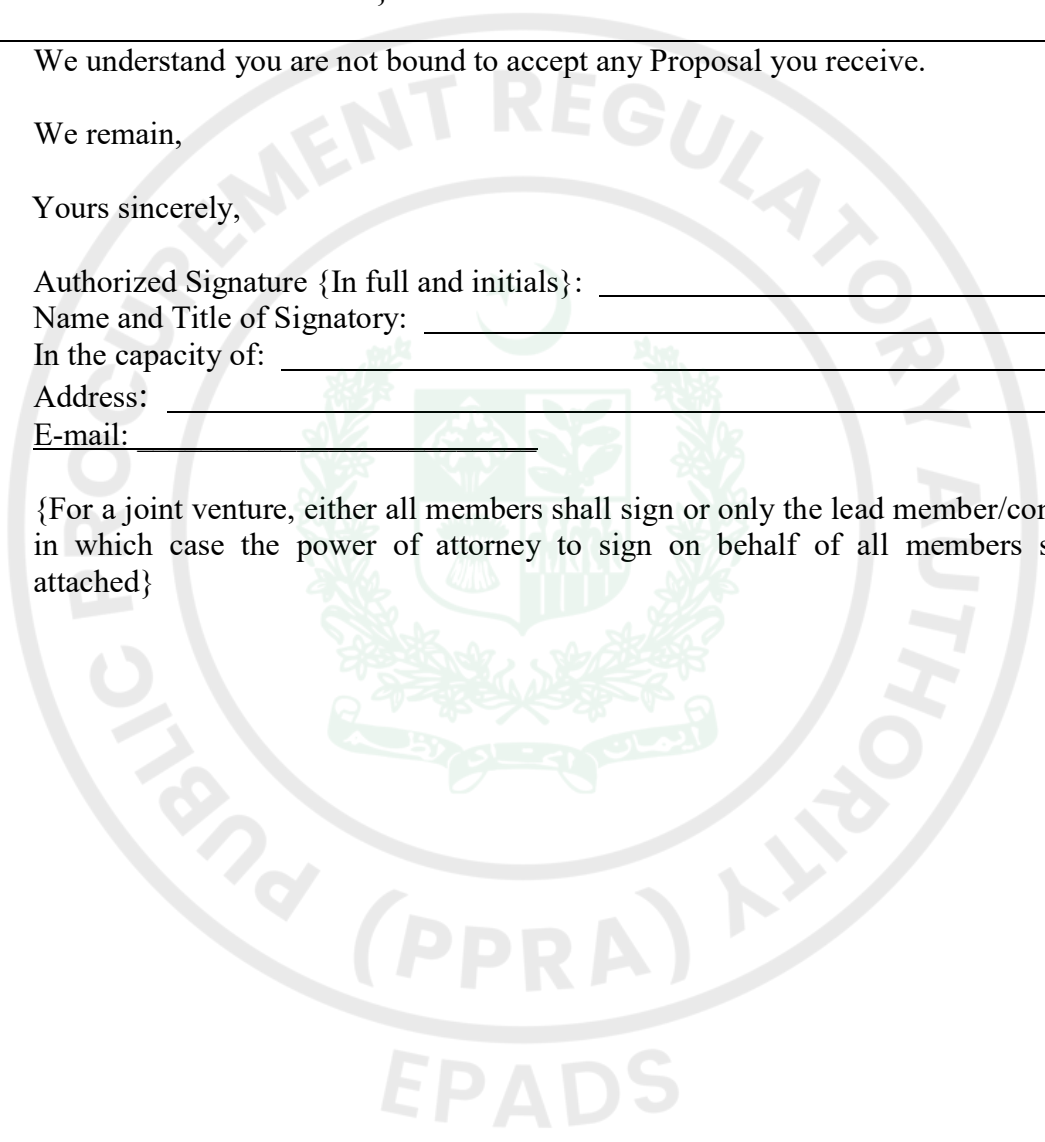 We understand you are not bound to accept any Proposal you receive.
We remain,
Yours sincerely,
Authorized Signature {In full and initials}:
Name and Title of Signatory:
In the capacity of:
Address:
E-mail:
{For a joint venture, either all members shall sign or only the lead member/con
in which case the power of attorney to sign on behalf of all members s
attached}
PUBLIC PROCUREMENT REGULATORY AUTHORITY
(PPRA)
EPADS